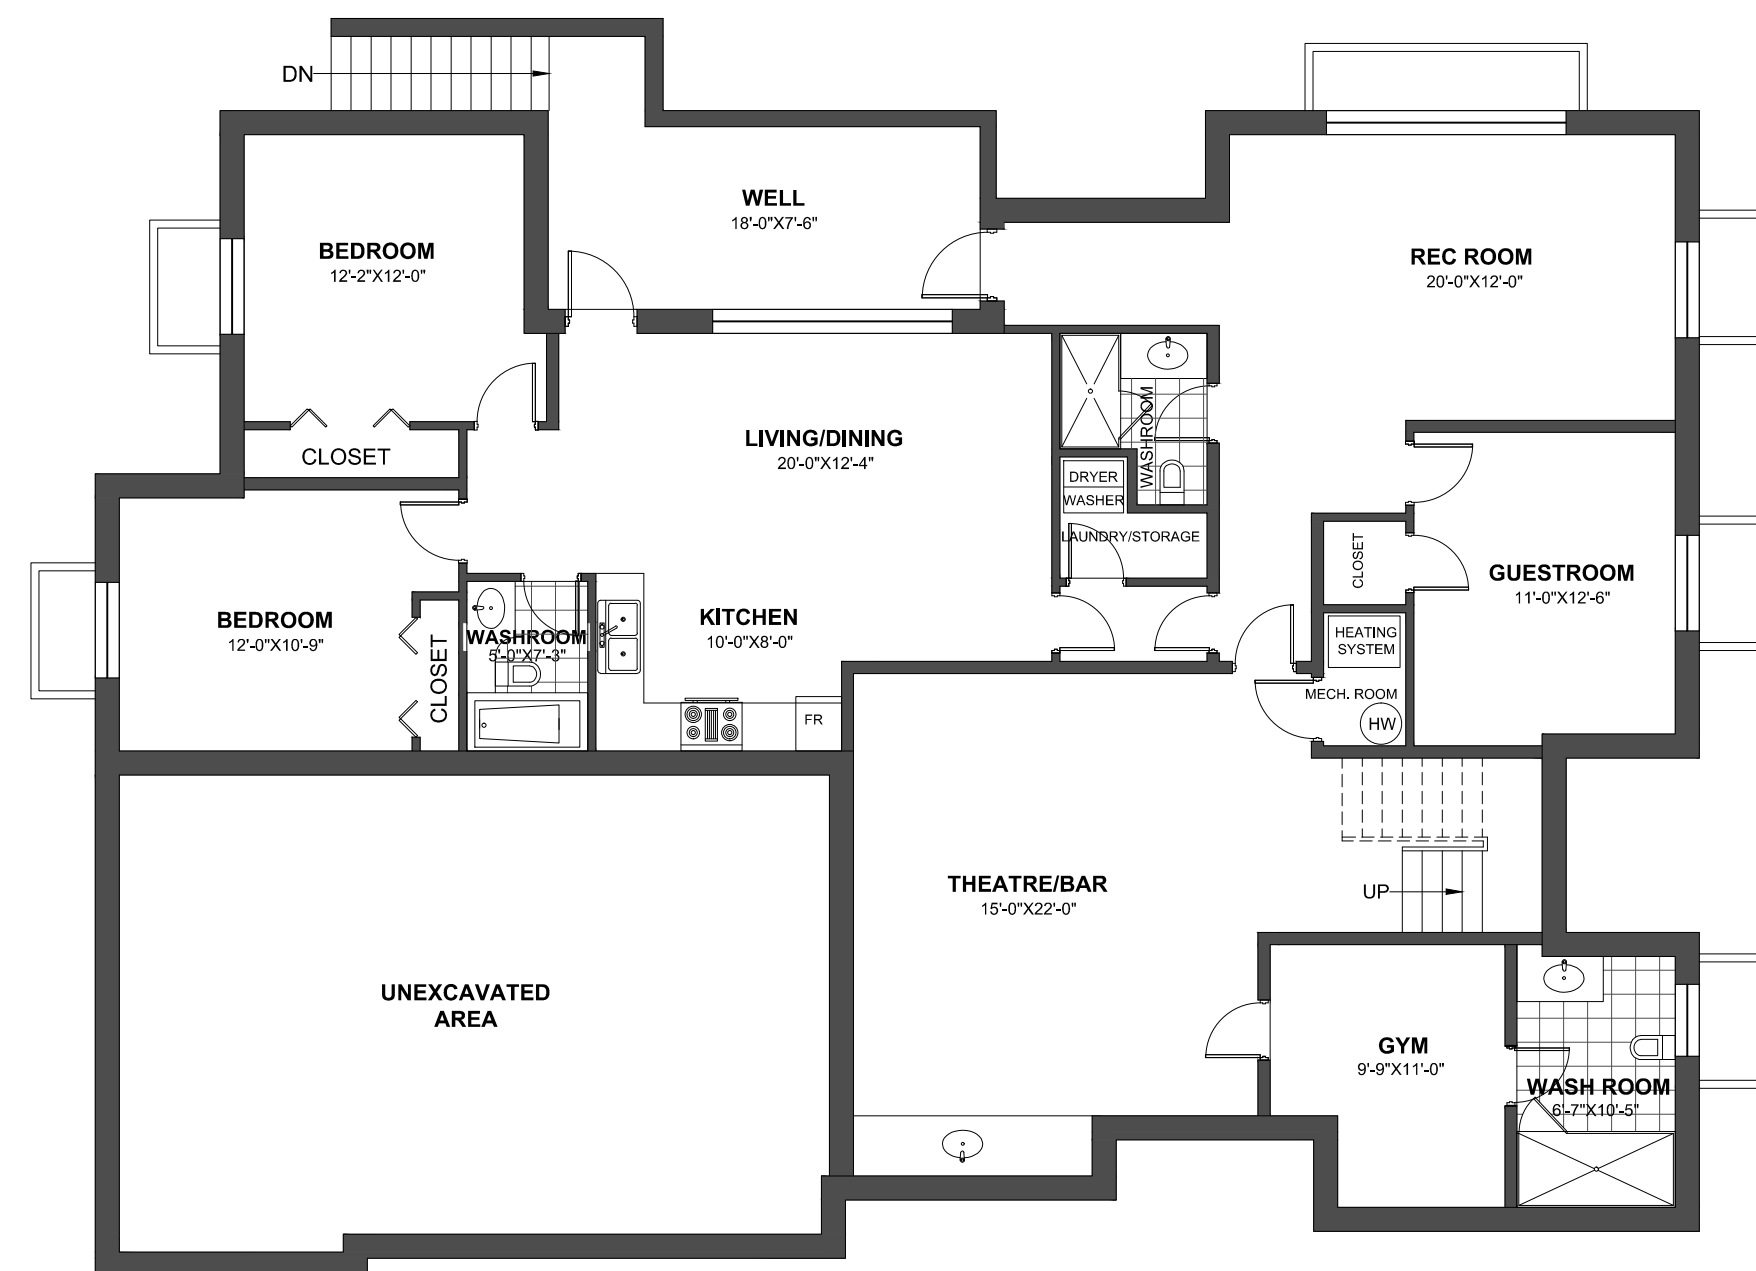 DN
WELL
18'-0"X7'-6"
BEDROOM
12'-2"X12'-0"
REC ROOM
20'-0"X12'-0"
CLOSET
LIVING/DINING
20'-0"X12'-4"
WASHROOM
DRYER
WASHER
LAUNDRY/STORAGE
CLOSET
GUESTROOM
11'-0"X12'-6"
BEDROOM
12'-0"X10'-9"
CLOSET
WASHROOM
5'-0"X7'-3"
KITCHEN
10'-0"X8'-0"
FR
HEATING
SYSTEM
MECH. ROOM
HW
THEATRE/BAR
15'-0"X22'-0"
UP
UNEXCAVATED
AREA
GYM
9'-9"X11'-0"
WASH ROOM
6'-7"X10'-5"